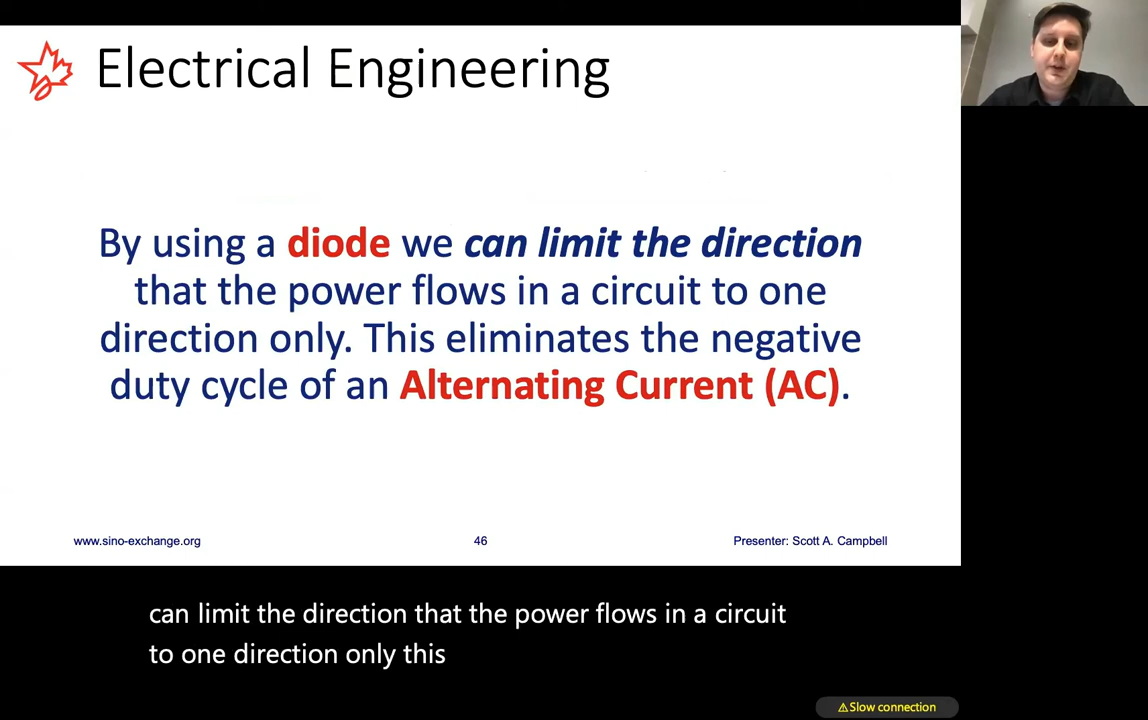 Electrical Engineering
By using a diode we can limit the direction
that the power flows in a circuit to one
direction only. This eliminates the negative
duty cycle of an Alternating Current (AC).
www.sino-exchange.org
46
Presenter: Scott A. Campbell
can limit the direction that the power flows in a circuit
to one direction only this
⚠Slow connection